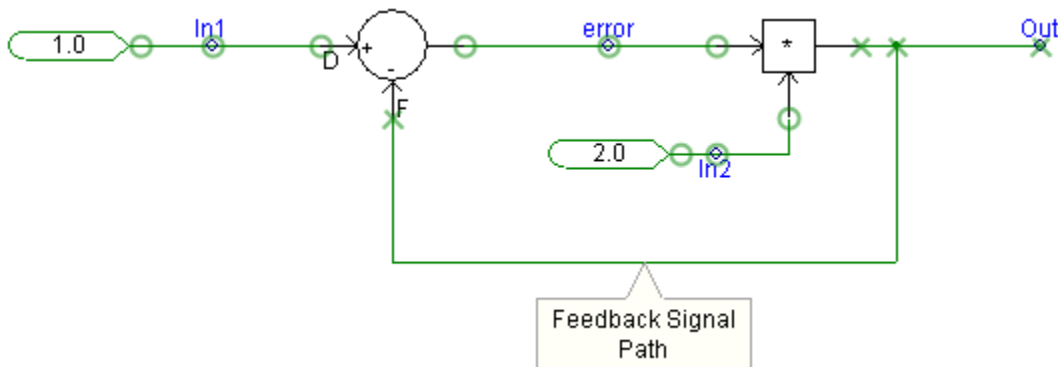 In1
error
Out
1.0
+
*
D
-
F
2.0
In2
Feedback Signal
Path